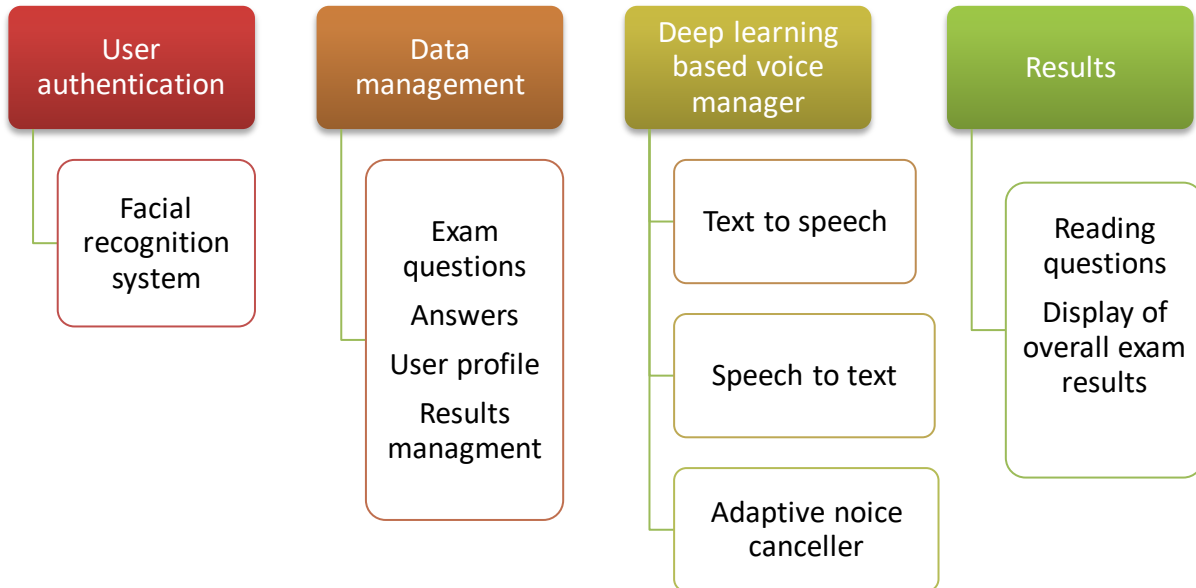 User
authentication
Facial
recognition
system
Data
management
Exam
questions
Answers
User profile
Results
managment
Deep learning
based voice
manager
Text to speech
Speech to text
Adaptive noice
canceller
Results
Reading
questions
Display of
overall exam
results